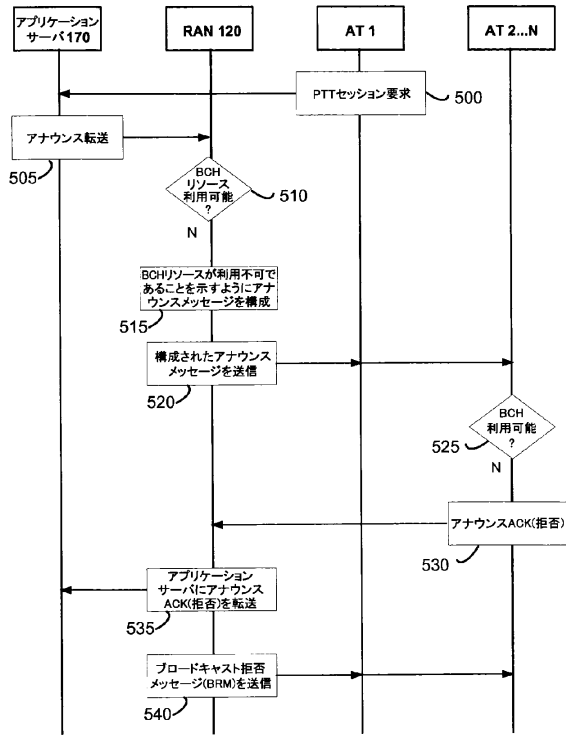 アプリケーション
サーバ170
RAN 120
AT 1
AT 2...N
PTTセッション要求
500
アナウンス転送
505
BCH
リソース
利用可能
?
510
N
BCHリソースが利用不可で
あることを示すようにアナ
ウンスメッセージを構成
515
構成されたアナウンス
メッセージを送信
520
BCH
利用可能
?
525
N
アナウンスACK(拒否)
530
アプリケーション
サーバにアナウンス
ACK(拒否)を転送
535
ブロードキャスト拒否
メッセージ(BRM)を送信
540